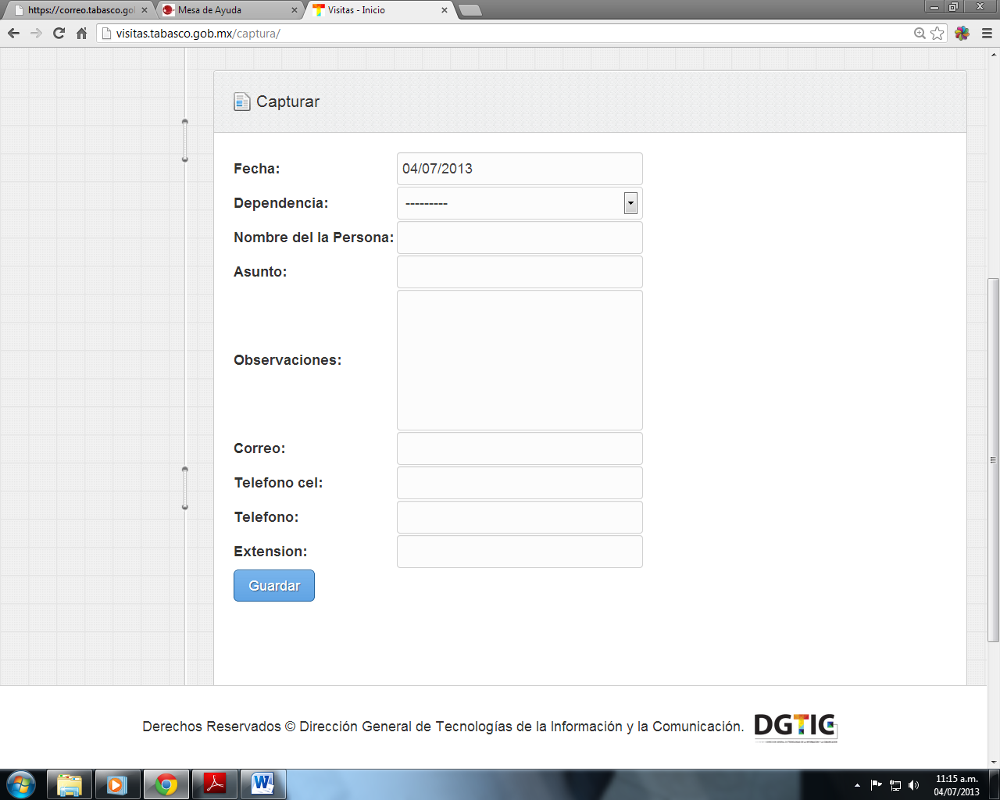 https://correo.tabasco.gol
Mesa de Ayuda
Visitas - Inicio
visitas.tabasco.gob.mx/captura/
Capturar
Fecha: 04/07/2013
Dependencia: ---------
Nombre del la Persona:
Asunto:
Observaciones:
Correo:
Telefono cel:
Telefono:
Extension:
Guardar
Derechos Reservados © Dirección General de Tecnologías de la Información y la Comunicación. DGTIC
11:15 a.m.
04/07/2013